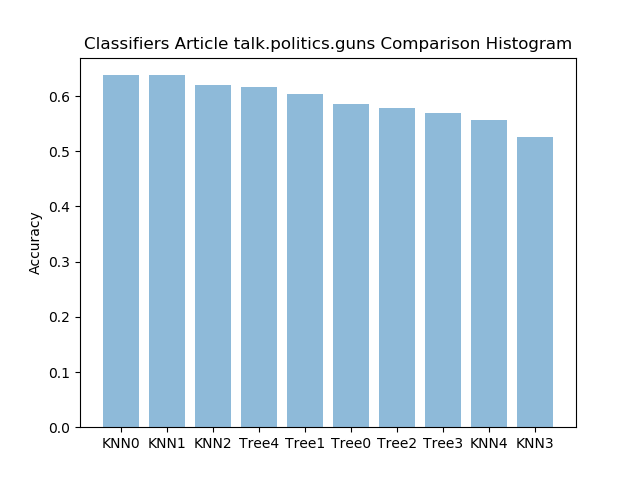 Classifiers Article talk.politics.guns Comparison Histogram
0.6
0.5
0.4
0.3
0.2
0.1
0.0
Accuracy
KNN0 KNN1 KNN2 Tree4 Tree1 Tree0 Tree2 Tree3 KNN4 KNN3